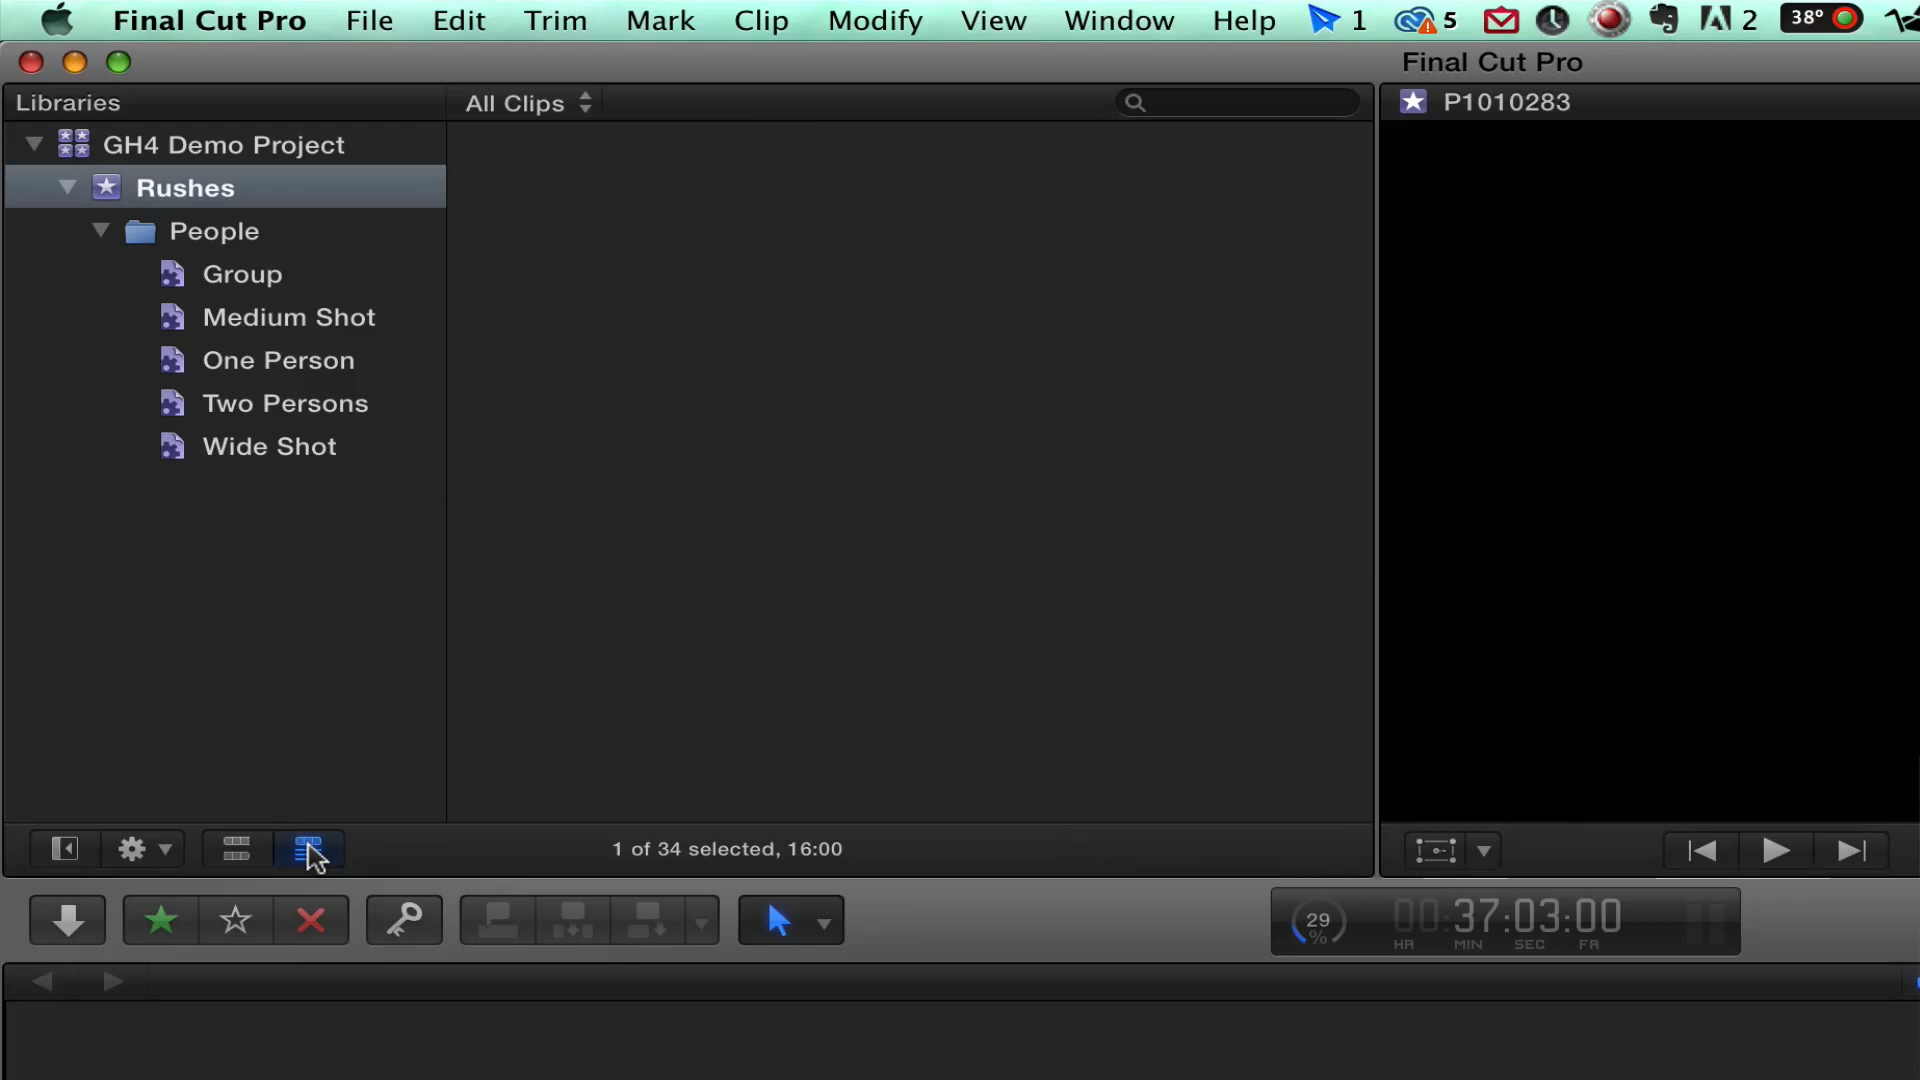 Final Cut Pro File Edit Trim Mark Clip Modify View Window Help 1 5 2 38°
Final Cut Pro
Libraries All Clips P1010283
GH4 Demo Project
Rushes
People
Group
Medium Shot
One Person
Two Persons
Wide Shot
1 of 34 selected, 16:00
29 % 00:37:03:00
HR MIN SEC FR